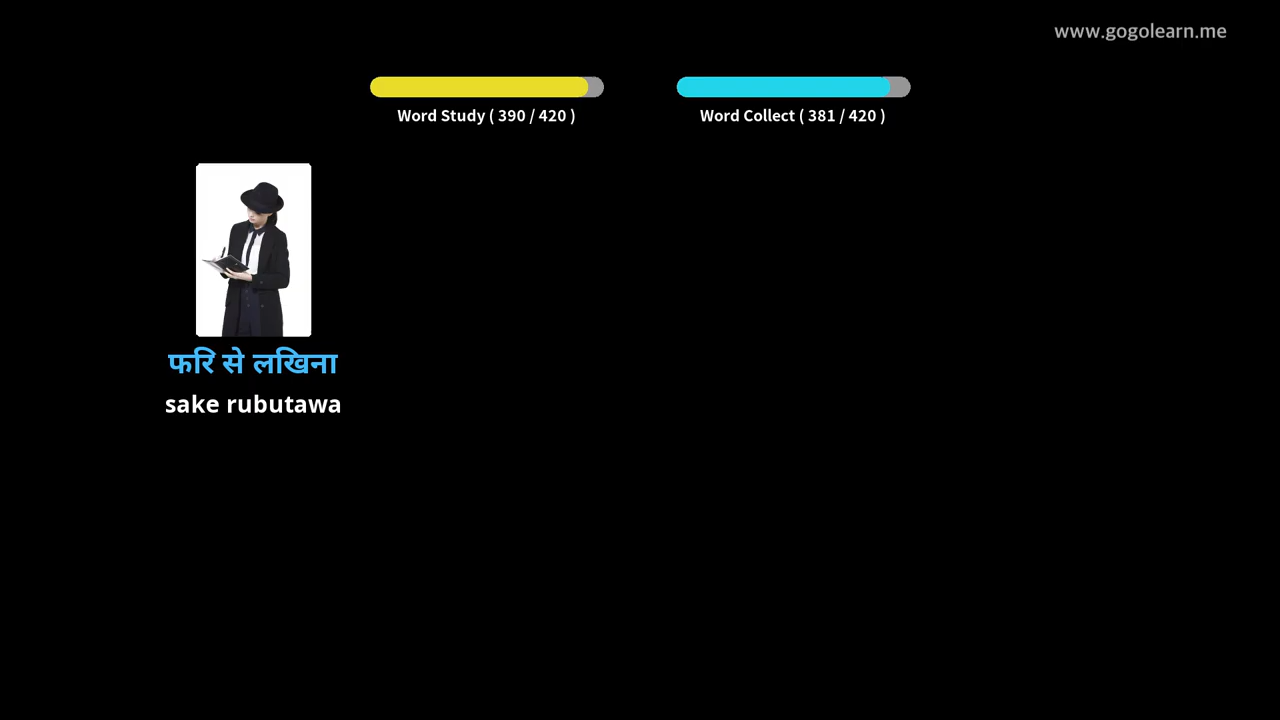 www.gogolearn.me
Word Study ( 390 / 420 )
Word Collect ( 381 / 420 )
फरि से लखिना
sake rubutawa